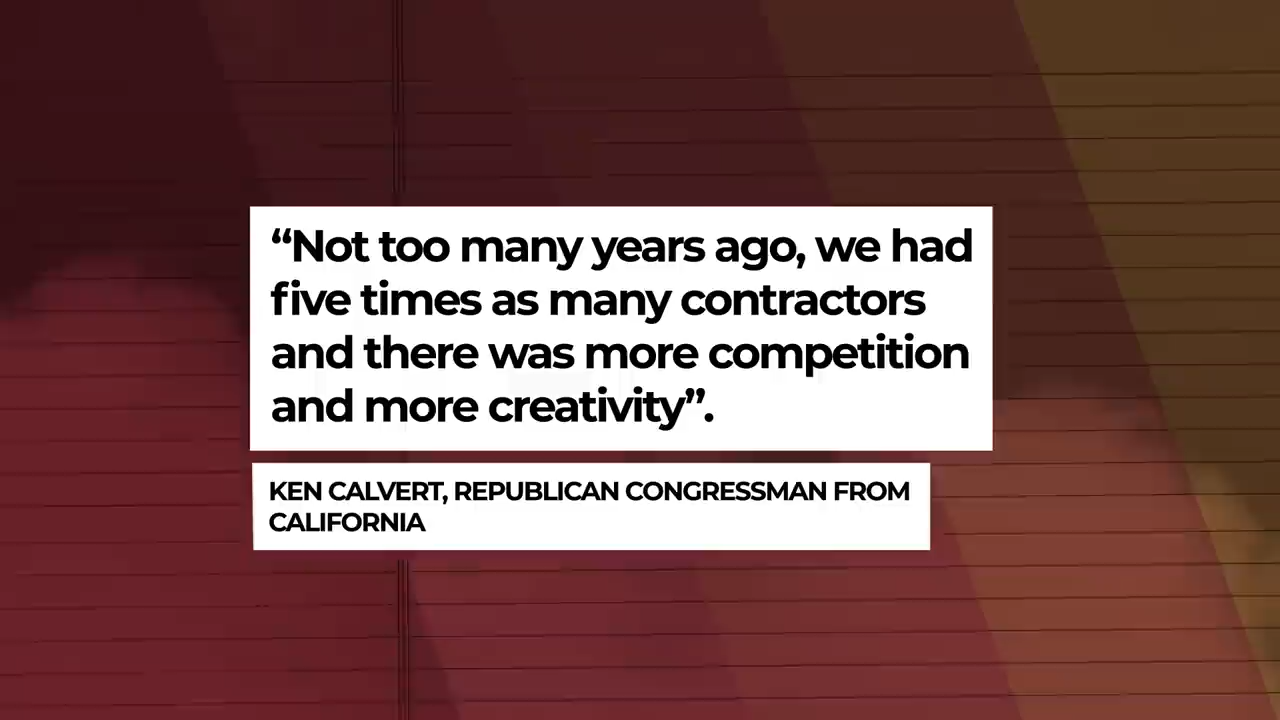 “Not too many years ago, we had
five times as many contractors
and there was more competition
and more creativity”.
KEN CALVERT, REPUBLICAN CONGRESSMAN FROM
CALIFORNIA